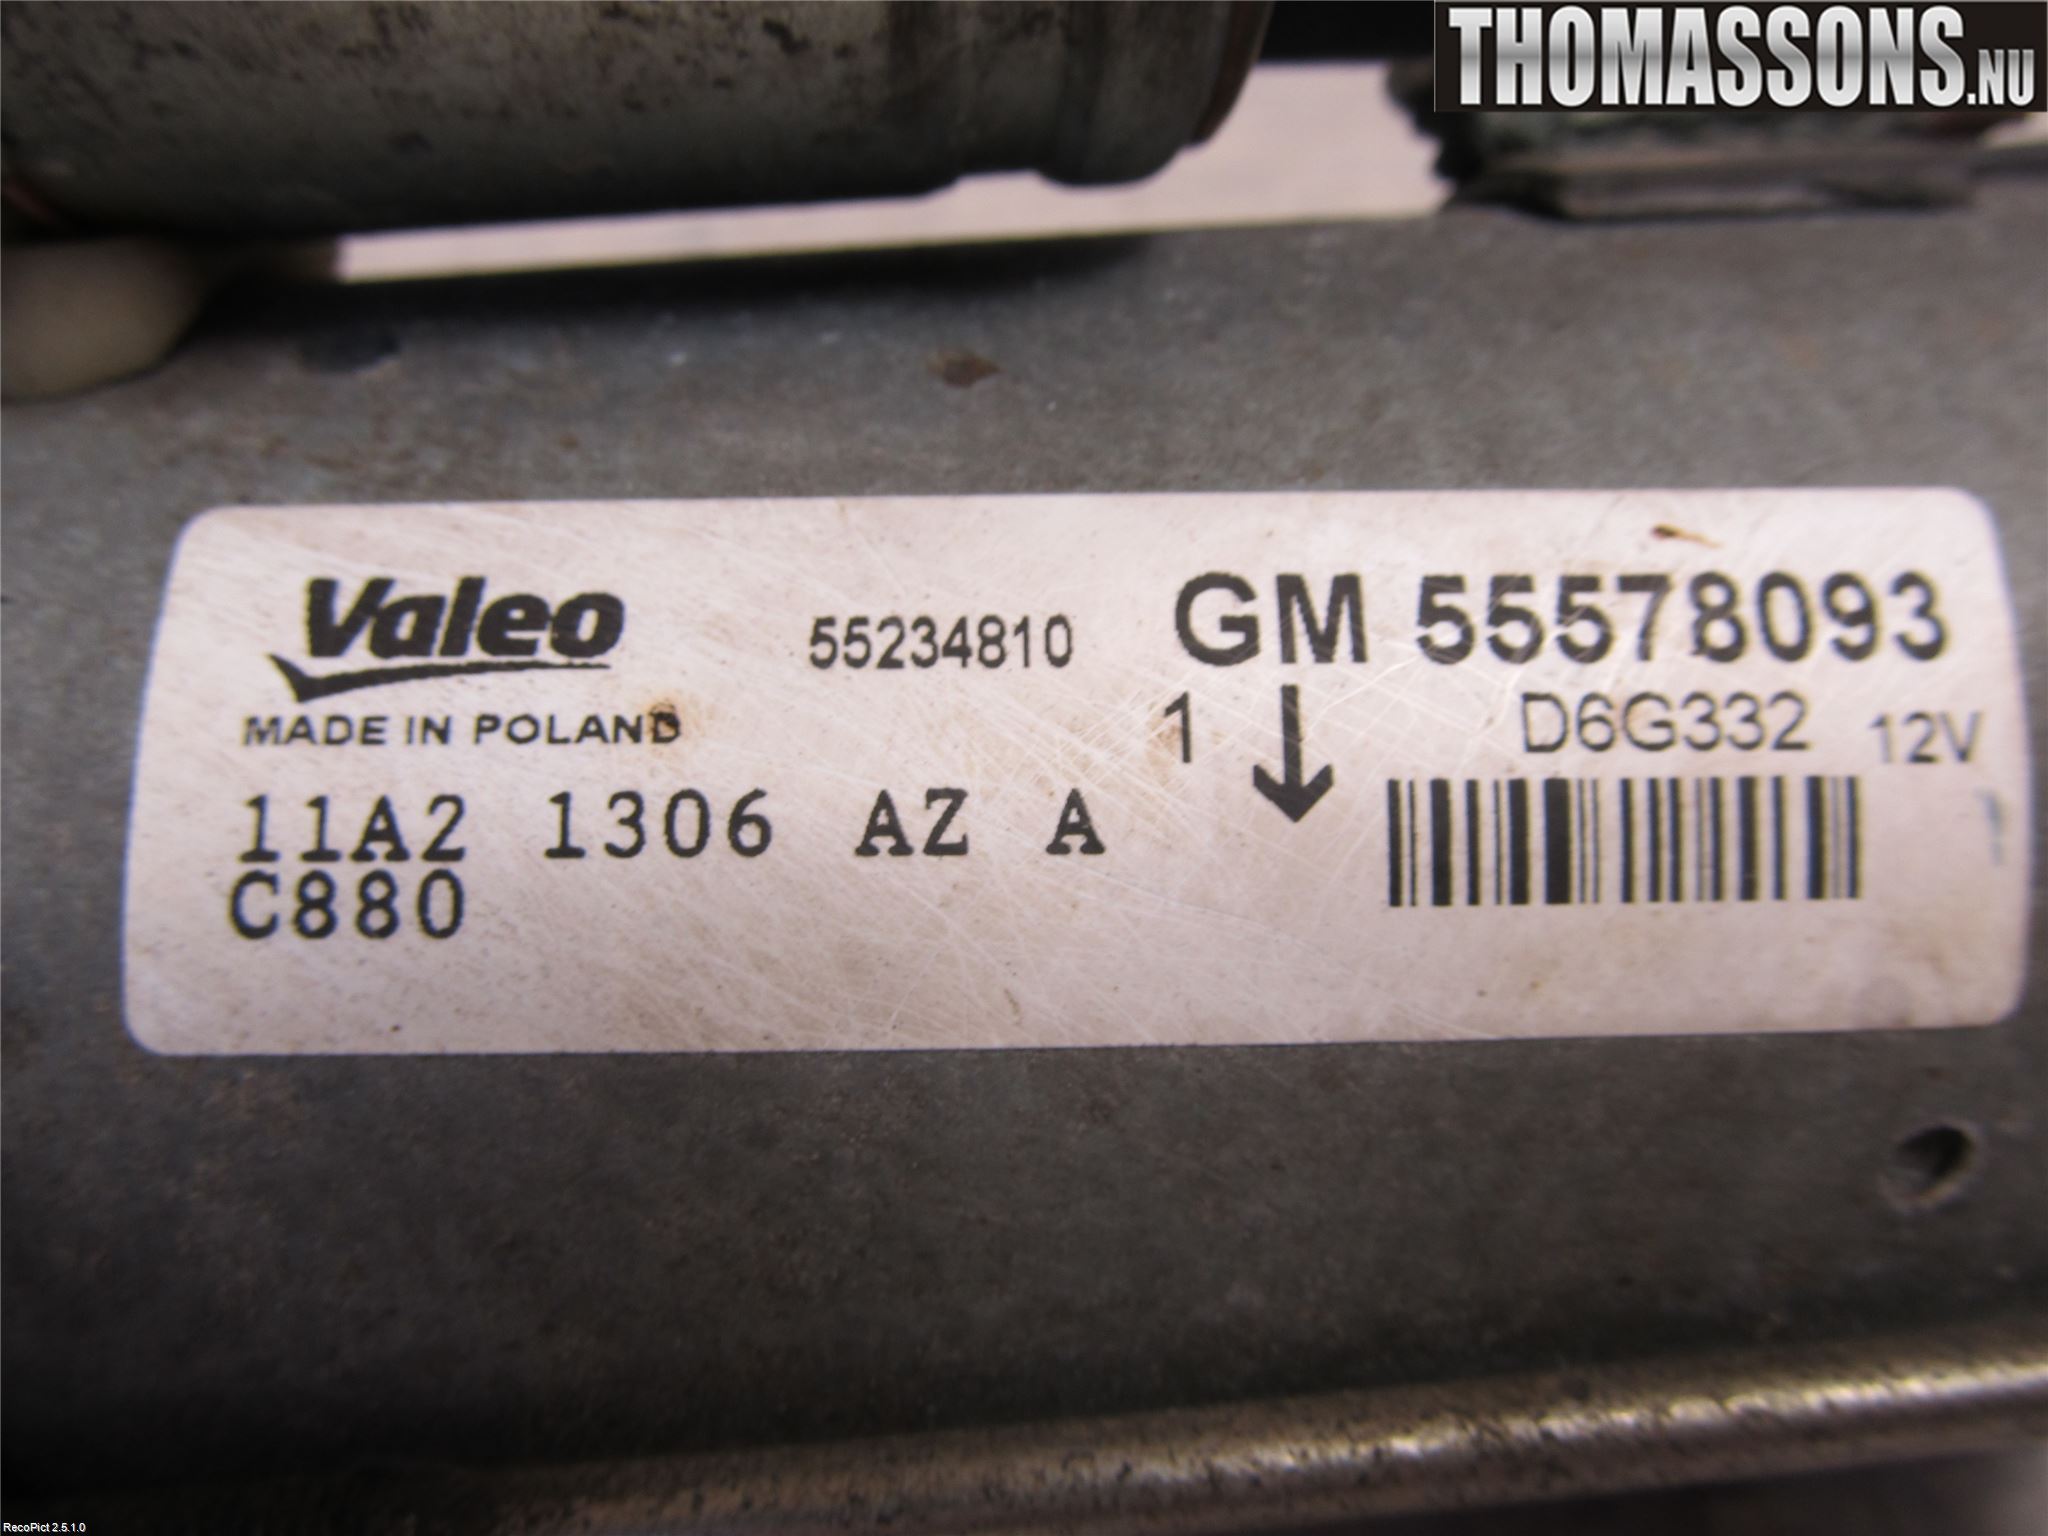 THOMASSONS.NU
Valeo 55234810 GM 55578093
MADE IN POLAND 1 D6G332 12V
11A2 1306 AZ A
C880
RecoPict 2.5.1.0